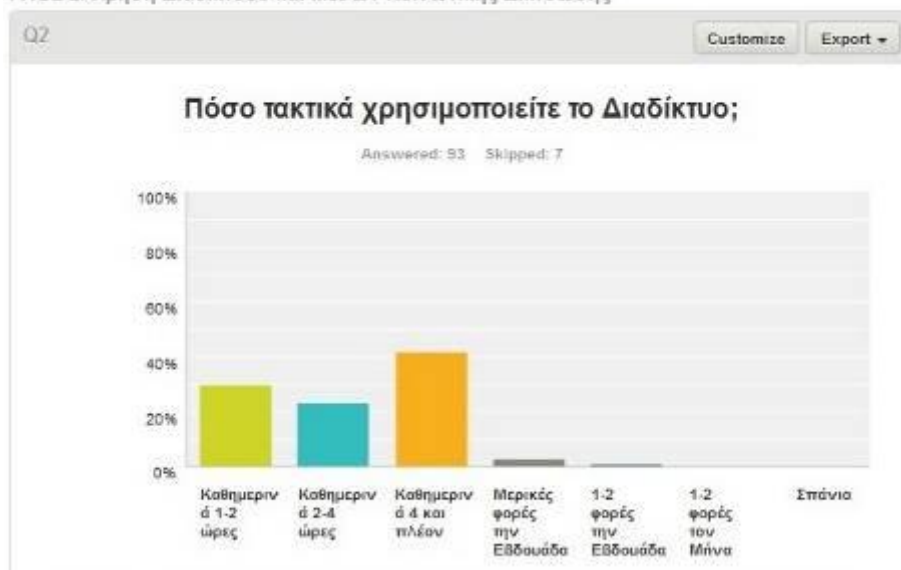 Q2
Customize
Export
Πόσο τακτικά χρησιμοποιείτε το Διαδίκτυο;
Answered: 93 Skipped: 7
100%
80%
60%
40%
20%
0%
Καθημεριν
ά 1-2
ώρες
Καθημεριν
ά 2-4
ώρες
Καθημεριν
ά 4 και
πλέον
Μερικές
φορές
την
Εβδομάδα
1-2
φορές
την
Εβδομάδα
1-2
φορές
τον
Μήνα
Σπάνια